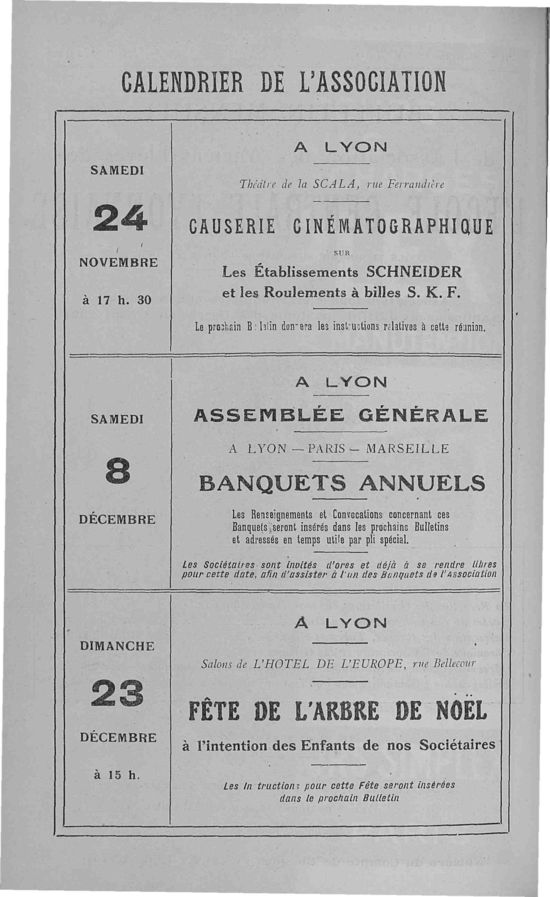 CALENDRIER DE L'ASSOCIATION
SAMEDI
24
NOVEMBRE
à 17 h. 30
A LYON
Théâtre de la SCALA, rue Ferrandière
CAUSERIE CINÉMATOGRAPHIQUE
SUR
Les Établissements SCHNEIDER
et les Roulements à billes S. K. F.
Le prochain B lletin donnera les instructions relatives à cette réunion.
SAMEDI
8
DÉCEMBRE
A LYON
ASSEMBLÉE GÉNÉRALE
A LYON — PARIS — MARSEILLE
BANQUETS ANNUELS
Les Renseignements et Convocations concernant ces
Banquets seront insérés dans les prochains Bulletins
et adressés en temps utile par pli spécial.
Les Sociétaires sont invités d'ores et déjà à se rendre libres
pour cette date, afin d'assister à l'un des Banquets de l'Association
DIMANCHE
23
DÉCEMBRE
à 15 h.
A LYON
Salons de L'HOTEL DE L'EUROPE, rue Bellecour
FÊTE DE L'ARBRE DE NOËL
à l'intention des Enfants de nos Sociétaires
Les In tructions pour cette Fête seront insérées
dans le prochain Bulletin